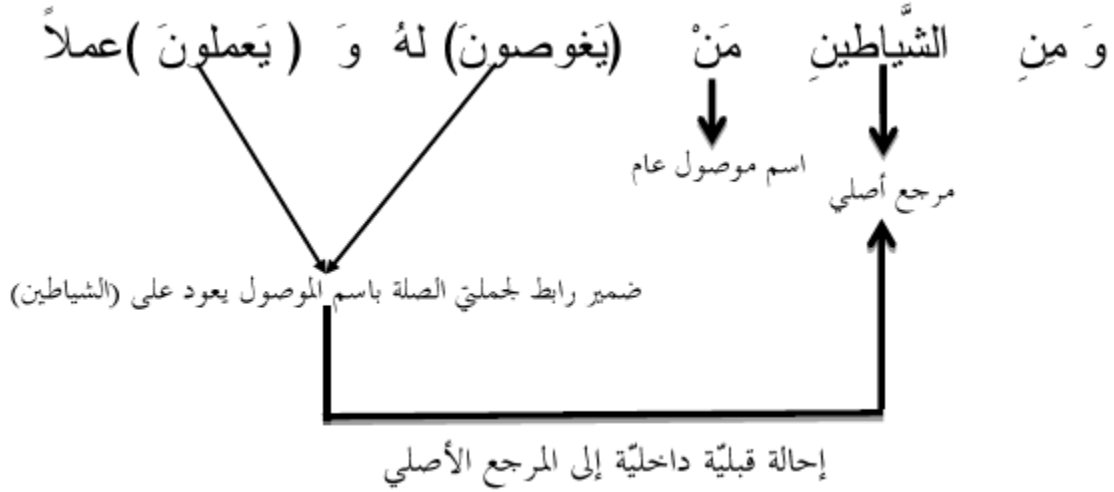 وَ مِنِ الشَّياطينِ مَنْ (يَغوصونَ) لهُ وَ ( يَعملونَ )عملاً
اسم موصول عام
مرجع أصلي
ضمير رابط لجملتيّ الصلة باسم الموصول يعود على (الشياطين)
إحالة قبليّة داخليّة إلى المرجع الأصلي